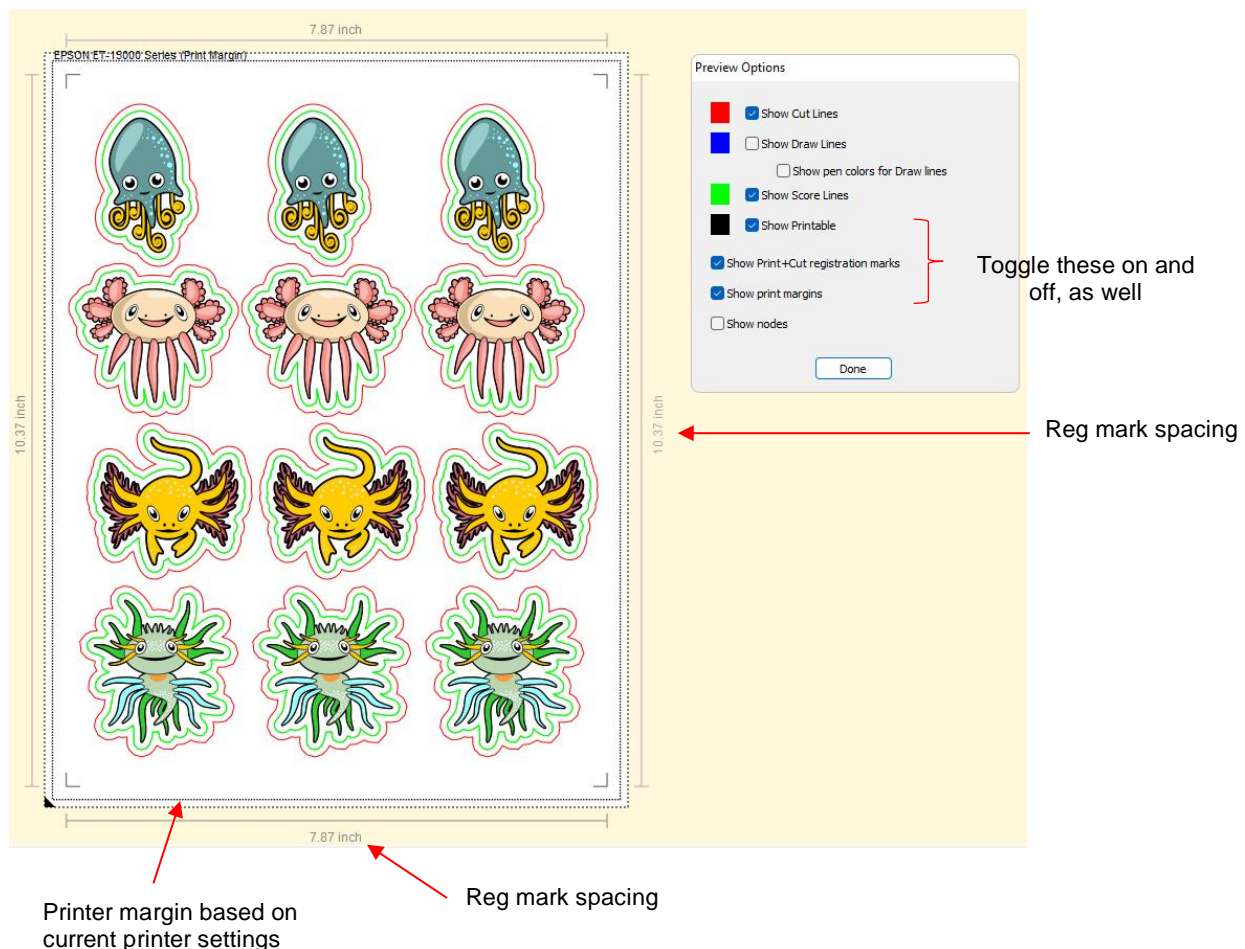 7.87 inch
EPSON ET-15000 Series (Print Margin)
Preview Options
Show Cut Lines
Show Draw Lines
Show pen colors for Draw lines
Show Score Lines
Show Printable
Show Print+Cut registration marks
Show print margins
Show nodes
Done
Toggle these on and
off, as well
10.37 inch
10.37 inch
Reg mark spacing
7.87 inch
Reg mark spacing
Printer margin based on
current printer settings